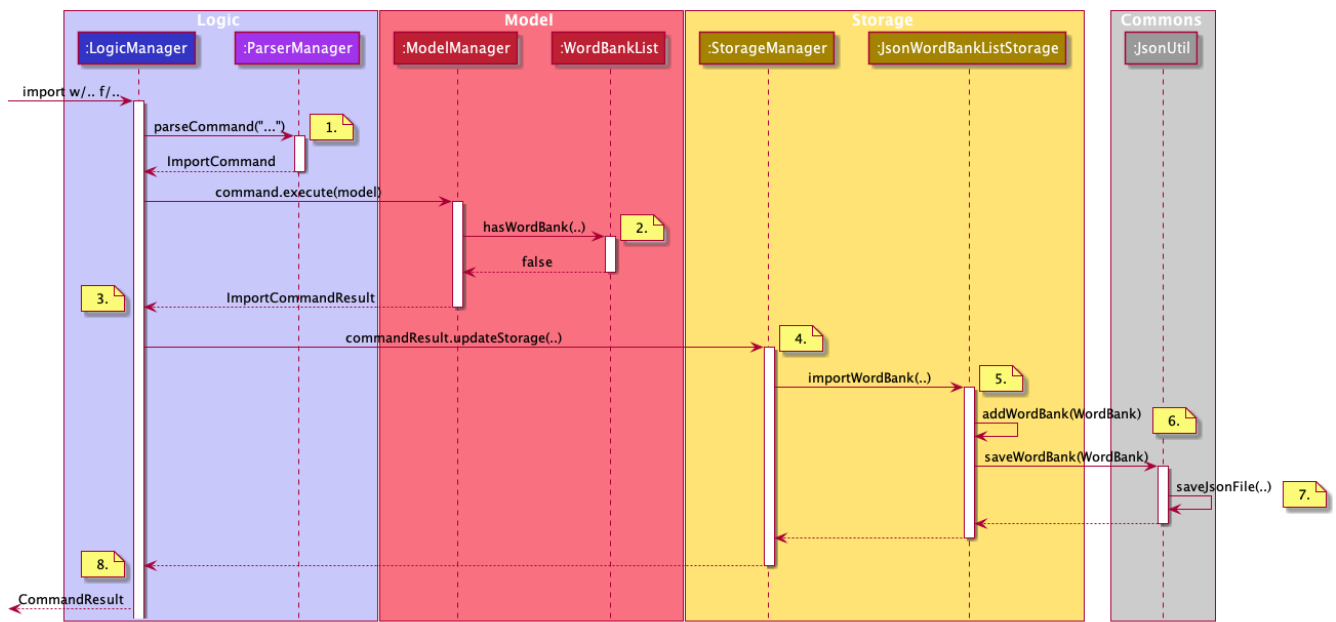 Logic
Model
Storage
Commons
:LogicManager
:ParserManager
:ModelManager
:WordBankList
:StorageManager
:JsonWordBankListStorage
:JsonUtil
import w/.. f/..
parseCommand("...")
1.
ImportCommand
command.execute(model)
hasWordBank(..)
2.
false
3.
ImportCommandResult
commandResult.updateStorage(..)
4.
importWordBank(..)
5.
addWordBank(WordBank)
6.
saveWordBank(WordBank)
saveJsonFile(..)
7.
8.
CommandResult